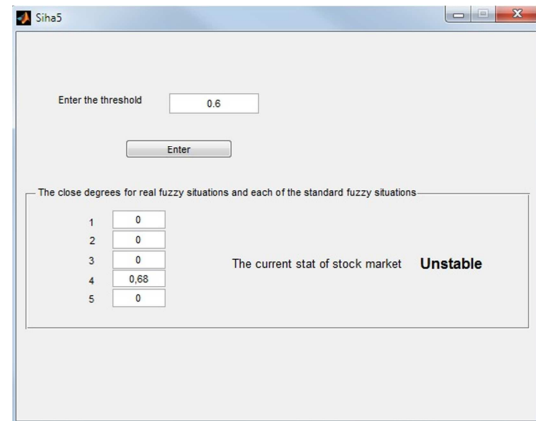 Siha5
Enter the threshold 0.6
Enter
The close degrees for real fuzzy situations and each of the standard fuzzy situations
1 0
2 0
3 0
The current stat of stock market Unstable
4 0,68
5 0